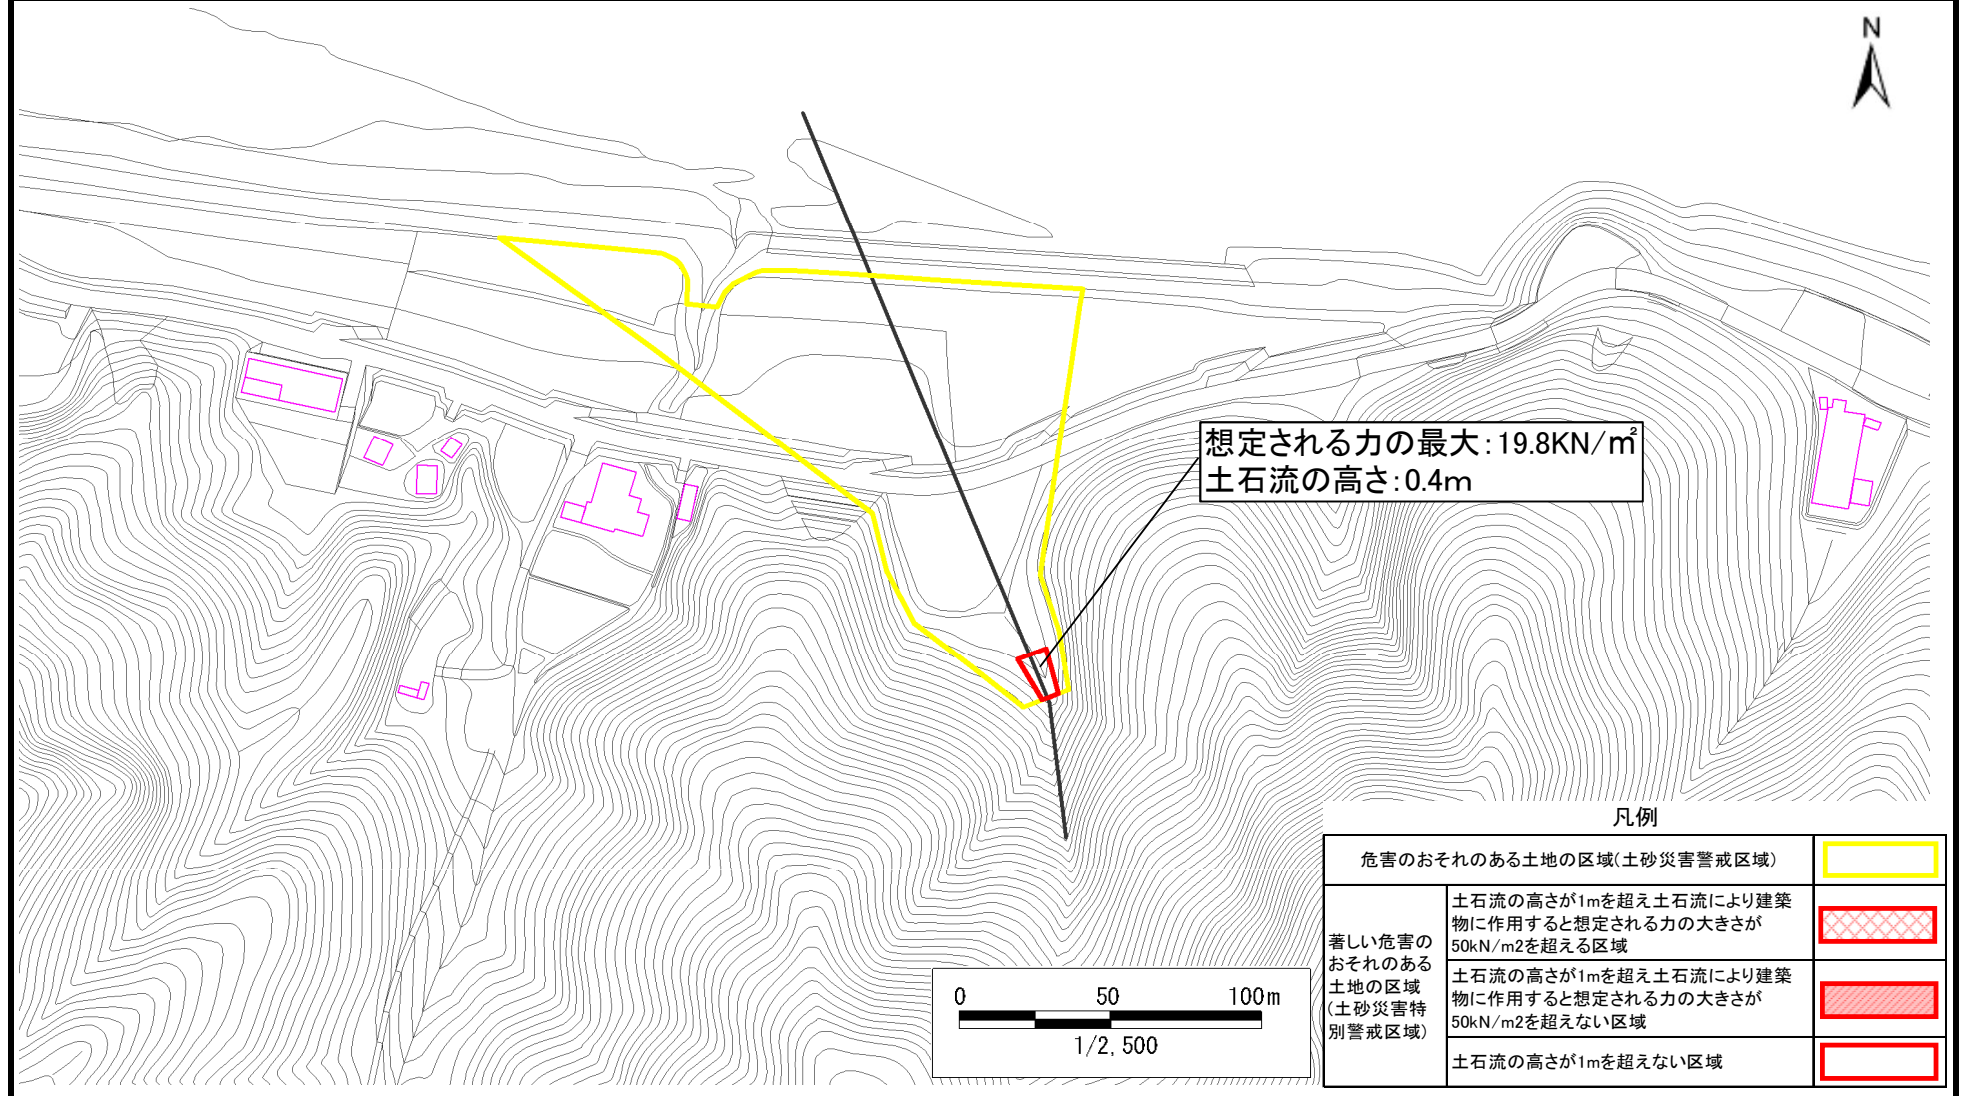 N
想定される力の最大:19.8KN/㎡
土石流の高さ:0.4m
凡例
危害のおそれのある土地の区域(土砂災害警戒区域)
著しい危害の
おそれのある
土地の区域
(土砂災害特
別警戒区域)
土石流の高さが1mを超え土石流により建築
物に作用すると想定される力の大きさが
50kN/m2を超える区域
土石流の高さが1mを超え土石流により建築
物に作用すると想定される力の大きさが
50kN/m2を超えない区域
土石流の高さが1mを超えない区域
0 50 100m
1/2,500